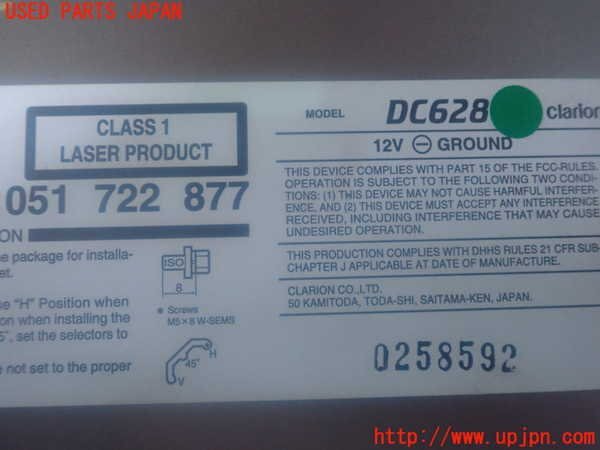 USED PARTS JAPAN
CLASS 1
LASER PRODUCT
MODEL DC628 Clarion
12V GROUND
051 722 877
THIS DEVICE COMPLIES WITH PART 15 OF THE FCC-RULES.
OPERATION IS SUBJECT TO THE FOLLOWING TWO CONDI-
TIONS: (1) THIS DEVICE MAY NOT CAUSE HARMFUL INTERFER-
ENCE, AND (2) THIS DEVICE MUST ACCEPT ANY INTERFERENCE
RECEIVED, INCLUDING INTERFERENCE THAT MAY CAUSE
UNDESIRED OPERATION.
THIS PRODUCTION COMPLIES WITH DHHS RULES 21 CFR SUB-
CHAPTER J APPLICABLE AT DATE OF MANUFACTURE.
CLARION CO.,LTD.
50 KAMITODA, TODA-SHI, SAITAMA-KEN, JAPAN.
0258592
ION
e package for installa-
et.
e "H" Position when
on when installing the
5°, set the selectors to
e not set to the proper
ISO
8
* Screws
M5×8 W-SEMS
H
45°
V
http://www.upjpn.com/